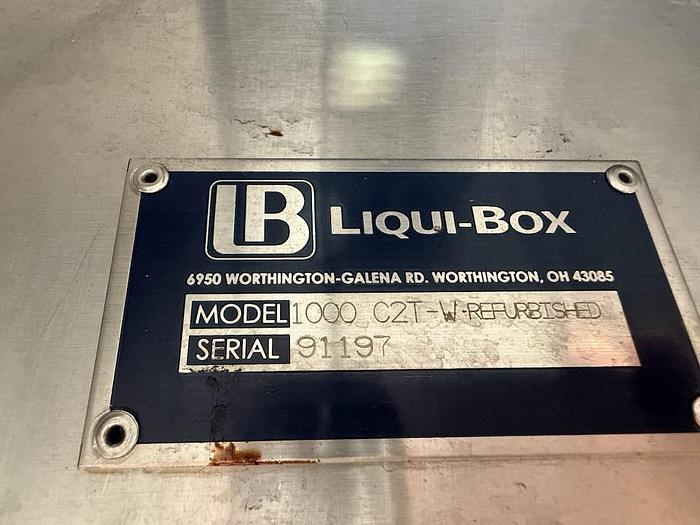 LB LIQUI-BOX
6950 WORTHINGTON-GALENA RD. WORTHINGTON, OH 43085
MODEL 1000 C2T-W·REFURBISHED
SERIAL 91197